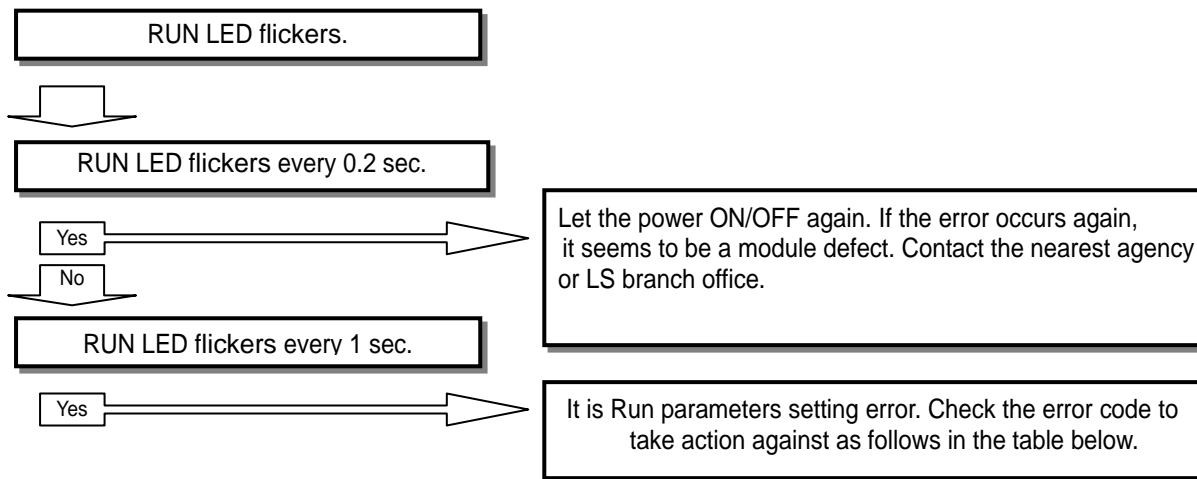 RUN LED flickers.
RUN LED flickers every 0.2 sec.
Yes
Let the power ON/OFF again. If the error occurs again,
it seems to be a module defect. Contact the nearest agency
or LS branch office.
No
RUN LED flickers every 1 sec.
Yes
It is Run parameters setting error. Check the error code to
take action against as follows in the table below.